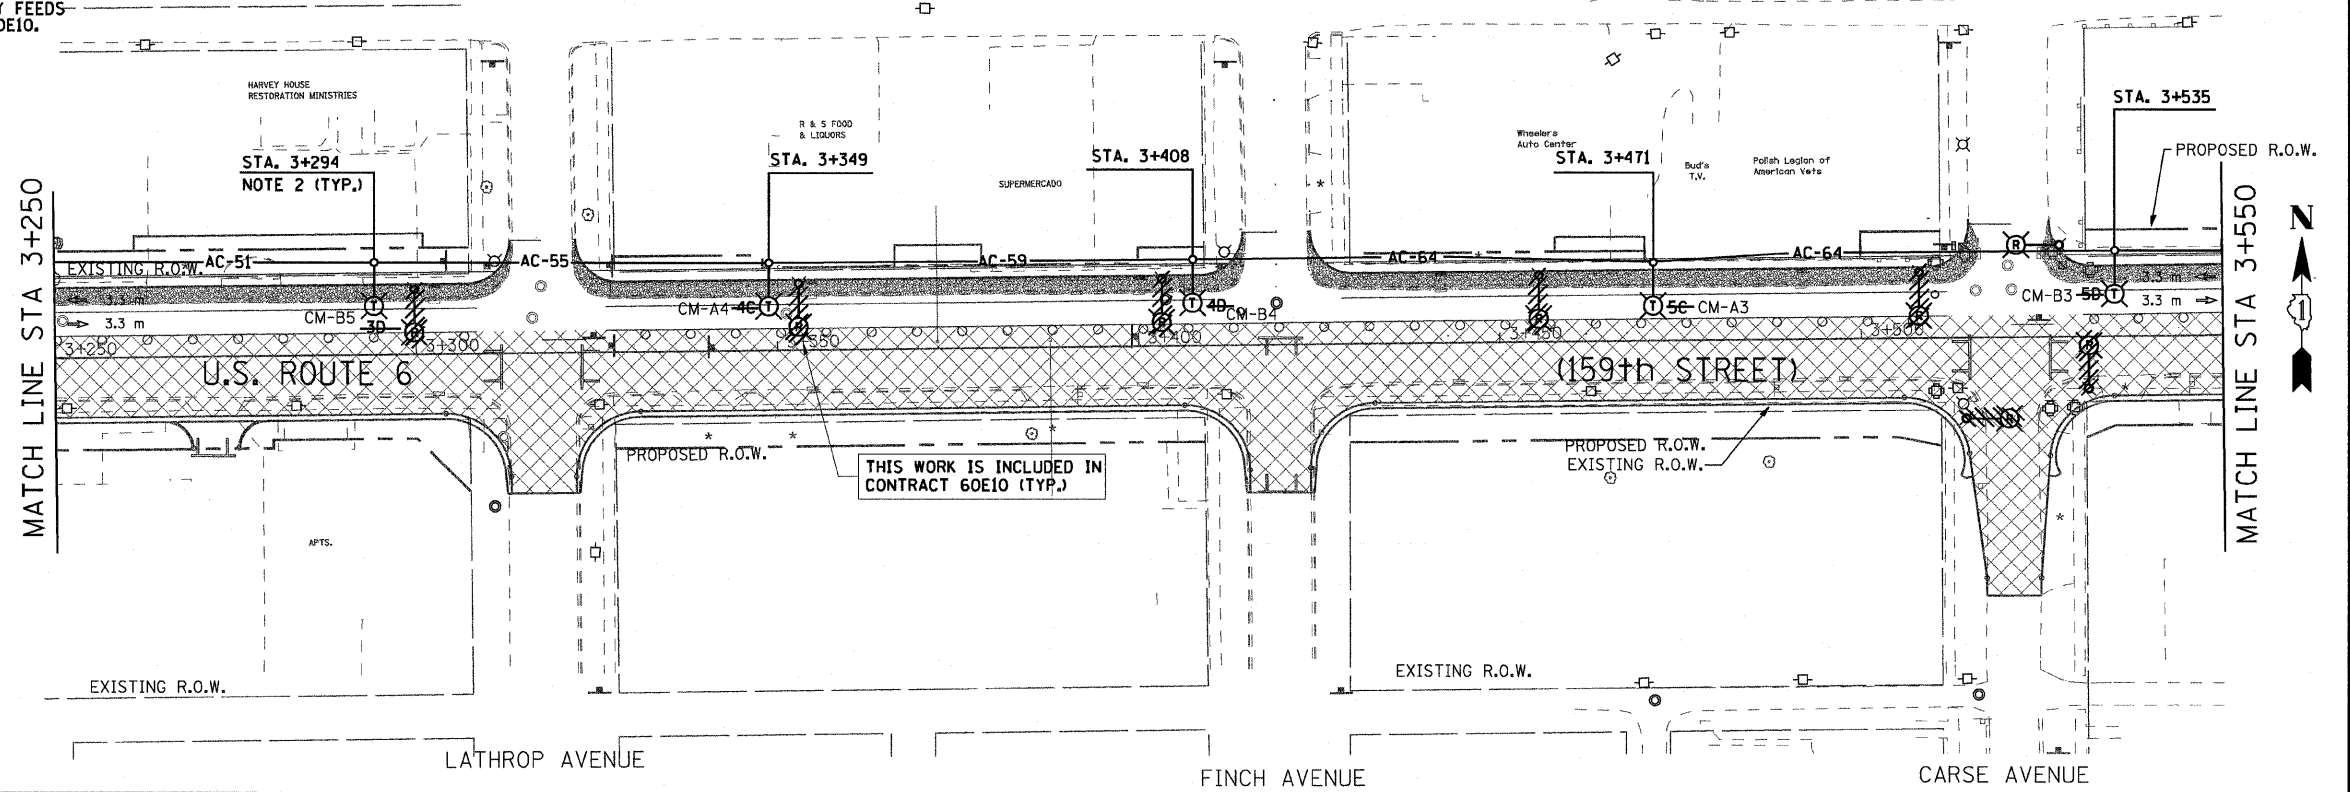 Y FEEDS
0E10.
HARVEY HOUSE
RESTORATION MINISTRIES
R & S FOOD
& LIQUORS
SUPERMERCADO
Wheeler's
Auto Center
Bud's
T.V.
Polish Legion of
American Vets
STA. 3+294
NOTE 2 (TYP.)
STA. 3+349
STA. 3+408
STA. 3+471
STA. 3+535
PROPOSED R.O.W.
MATCH LINE STA 3+250
MATCH LINE STA 3+550
N
1
EXISTING R.O.W.
AC-51
AC-55
AC-59
AC-64
AC-64
R
3.3 m
3.3 m
3.3 m
3.3 m
CM-B5
3D
T
CM-A4
4C
T
T
4D
CM-B4
T
5C
CM-A3
CM-B3
5D
T
3+250
3+300
350
3+400
3+450
3+500
U.S. ROUTE 6
(159th STREET)
PROPOSED R.O.W.
THIS WORK IS INCLUDED IN
CONTRACT 60E10 (TYP.)
PROPOSED R.O.W.
EXISTING R.O.W.
APTS.
EXISTING R.O.W.
EXISTING R.O.W.
LATHROP AVENUE
FINCH AVENUE
CARSE AVENUE